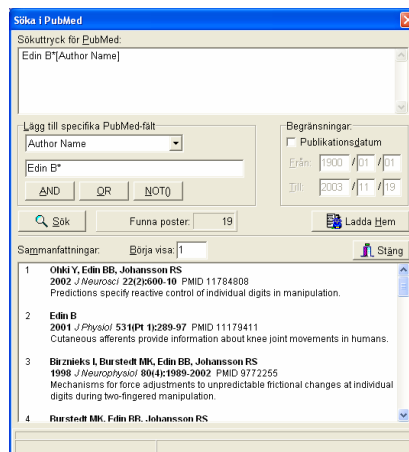 Söka i PubMed
Sökuttryck för PubMed:
Edin B*[Author Name]
Lägg till specifika PubMed-fält
Author Name
Edin B*
AND OR NOT()
Begränsningar:
Publikationsdatum
Från: 1900 / 01 / 01
Till: 2003 / 11 / 19
Sök Funna poster: 19 Ladda Hem
Sammanfattningar: Börja visa: 1 Stäng
1 Ohki Y, Edin BB, Johansson RS
2002 J Neurosci 22(2):600-10 PMID 11784808
Predictions specify reactive control of individual digits in manipulation.
2 Edin B
2001 J Physiol 531(Pt 1):289-97 PMID 11179411
Cutaneous afferents provide information about knee joint movements in humans.
3 Birznieks I, Burstedt MK, Edin BB, Johansson RS
1998 J Neurophysiol 80(4):1989-2002 PMID 9772255
Mechanisms for force adjustments to unpredictable frictional changes at individual
digits during two-fingered manipulation.
4 Burstedt MK, Edin BB, Johansson RS